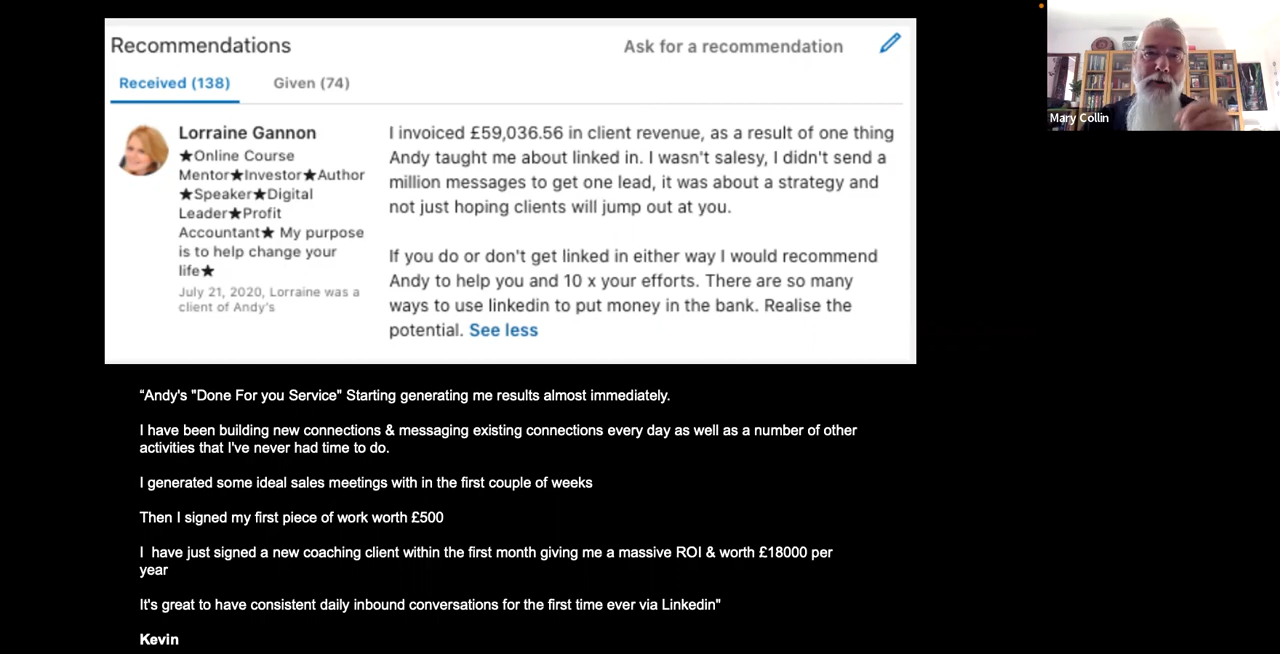 Recommendations
Ask for a recommendation
Received (138)
Given (74)
Lorraine Gannon
★Online Course
Mentor★Investor★Author
★Speaker★Digital
Leader★Profit
Accountant★ My purpose
is to help change your
life★
July 21, 2020, Lorraine was a
client of Andy's
I invoiced £59,036.56 in client revenue, as a result of one thing
Andy taught me about linked in. I wasn't salesy, I didn't send a
million messages to get one lead, it was about a strategy and
not just hoping clients will jump out at you.
If you do or don't get linked in either way I would recommend
Andy to help you and 10 x your efforts. There are so many
ways to use linkedin to put money in the bank. Realise the
potential. See less
Mary Collin
“Andy's "Done For you Service" Starting generating me results almost immediately.
I have been building new connections & messaging existing connections every day as well as a number of other
activities that I've never had time to do.
I generated some ideal sales meetings with in the first couple of weeks
Then I signed my first piece of work worth £500
I have just signed a new coaching client within the first month giving me a massive ROI & worth £18000 per
year
It's great to have consistent daily inbound conversations for the first time ever via Linkedin"
Kevin